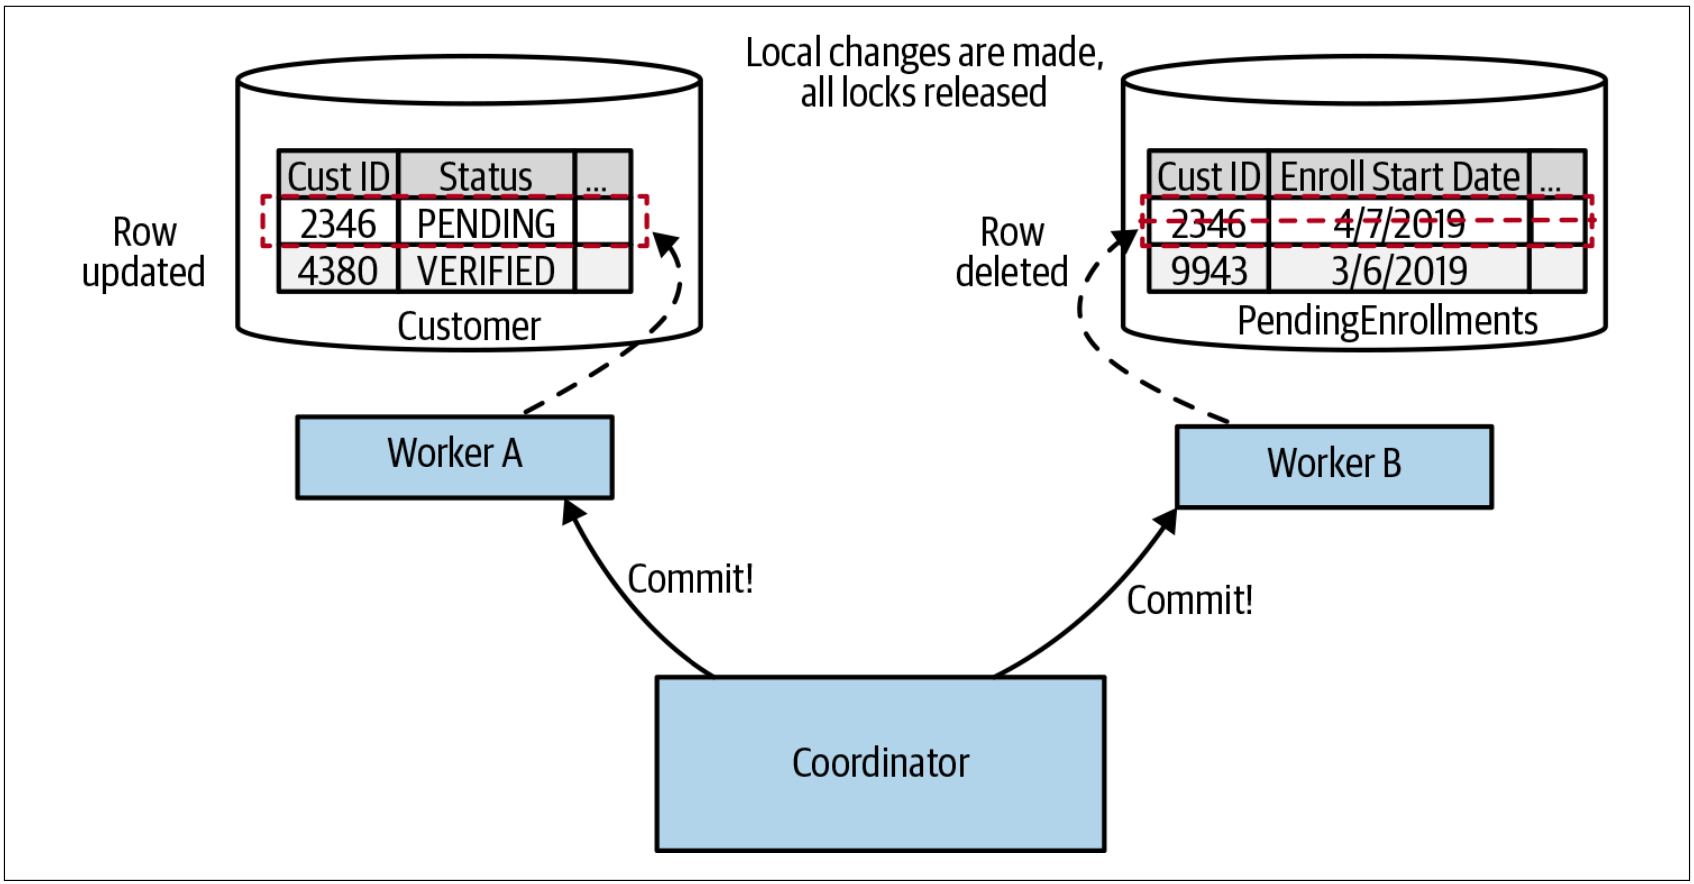 Local changes are made,
all locks released
Cust ID Status ...
2346 PENDING
4380 VERIFIED
Customer
Row
updated
Cust ID Enroll Start Date ...
2346 4/7/2019
9943 3/6/2019
PendingEnrollments
Row
deleted
Worker A
Worker B
Commit!
Commit!
Coordinator